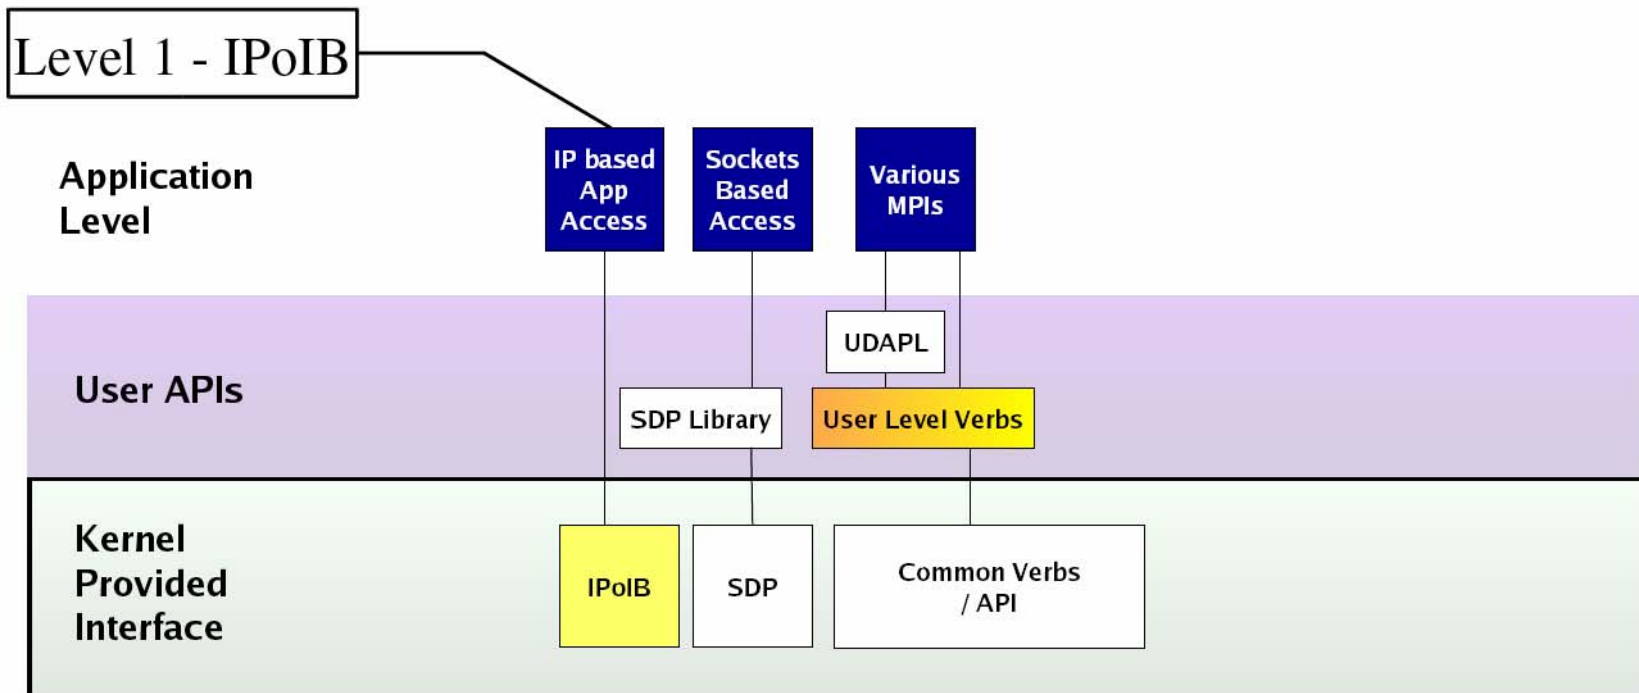 Level 1 - IPoIB
Application
Level
IP based
App
Access
Sockets
Based
Access
Various
MPIs
User APIs
UDAPL
SDP Library
User Level Verbs
Kernel
Provided
Interface
IPoIB
SDP
Common Verbs
/ API